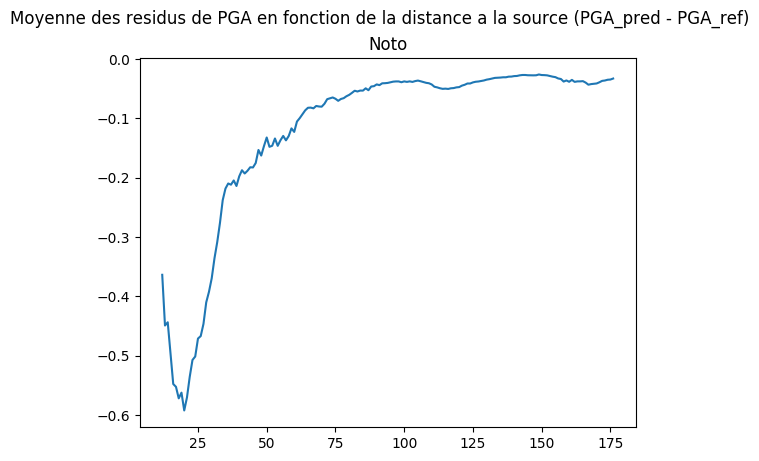 Moyenne des residus de PGA en fonction de la distance a la source (PGA_pred - PGA_ref)
Noto
0.0
−0.1
−0.2
−0.3
−0.4
−0.5
−0.6
25 50 75 100 125 150 175